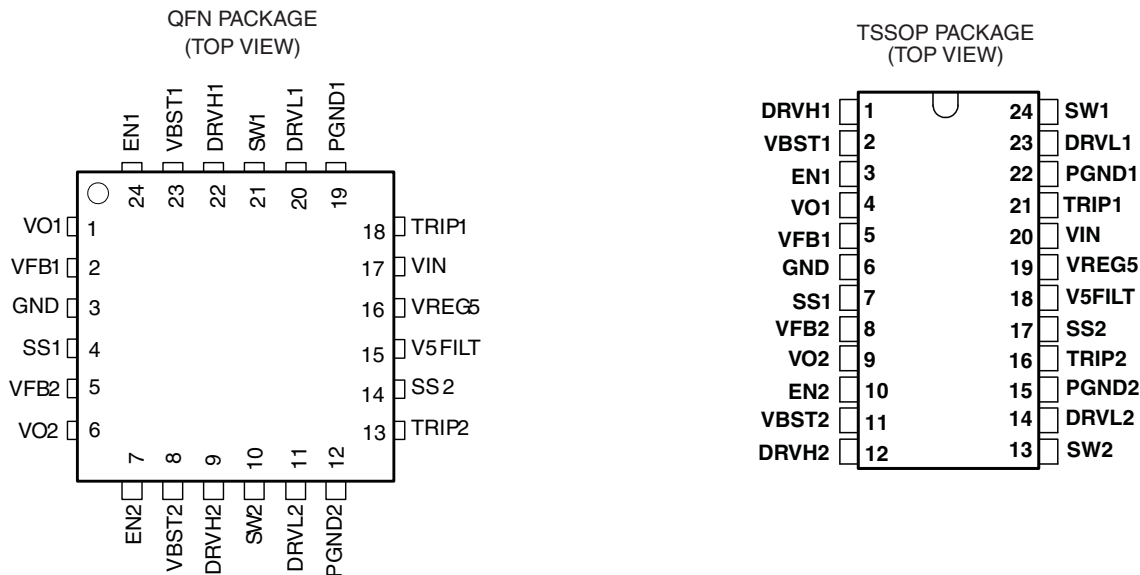 QFN PACKAGE
(TOP VIEW)
EN1
VBST1
DRVH1
SW1
DRVL1
PGND1
24
23
22
21
20
19
VO1 1
VFB1 2
GND 3
SS1 4
VFB2 5
VO2 6
18 TRIP1
17 VIN
16 VREG5
15 V5FILT
14 SS2
13 TRIP2
7
8
9
10
11
12
EN2
VBST2
DRVH2
SW2
DRVL2
PGND2
TSSOP PACKAGE
(TOP VIEW)
DRVH1 1 24 SW1
VBST1 2 23 DRVL1
EN1 3 22 PGND1
VO1 4 21 TRIP1
VFB1 5 20 VIN
GND 6 19 VREG5
SS1 7 18 V5FILT
VFB2 8 17 SS2
VO2 9 16 TRIP2
EN2 10 15 PGND2
VBST2 11 14 DRVL2
DRVH2 12 13 SW2